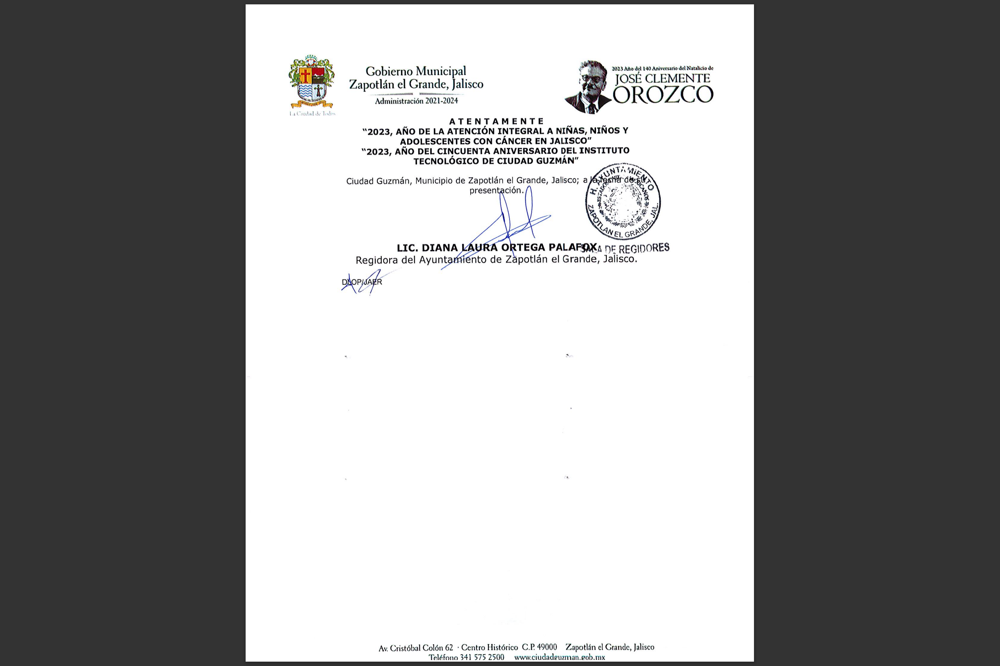 Gobierno Municipal
Zapotlán el Grande, Jalisco
Administración 2021-2024
La Ciudad de Todos
2023 Año del 140 Aniversario del Natalicio de
JOSÉ CLEMENTE
OROZCO
A T E N T A M E N T E
"2023, AÑO DE LA ATENCIÓN INTEGRAL A NIÑAS, NIÑOS Y
ADOLESCENTES CON CÁNCER EN JALISCO"
"2023, AÑO DEL CINCUENTA ANIVERSARIO DEL INSTITUTO
TECNOLÓGICO DE CIUDAD GUZMÁN"
Ciudad Guzmán, Municipio de Zapotlán el Grande, Jalisco; a la fecha de su
presentación.
H. AYUNTAMIENTO
ESTADOS UNIDOS MEXICANOS
ZAPOTLAN EL GRANDE, JAL.
SALA DE REGIDORES
LIC. DIANA LAURA ORTEGA PALAFOX
Regidora del Ayuntamiento de Zapotlán el Grande, Jalisco.
DLOP/JAER
Av. Cristóbal Colón 62 · Centro Histórico C.P. 49000 Zapotlán el Grande, Jalisco
Teléfono 341 575 2500 www.ciudadguzman.gob.mx